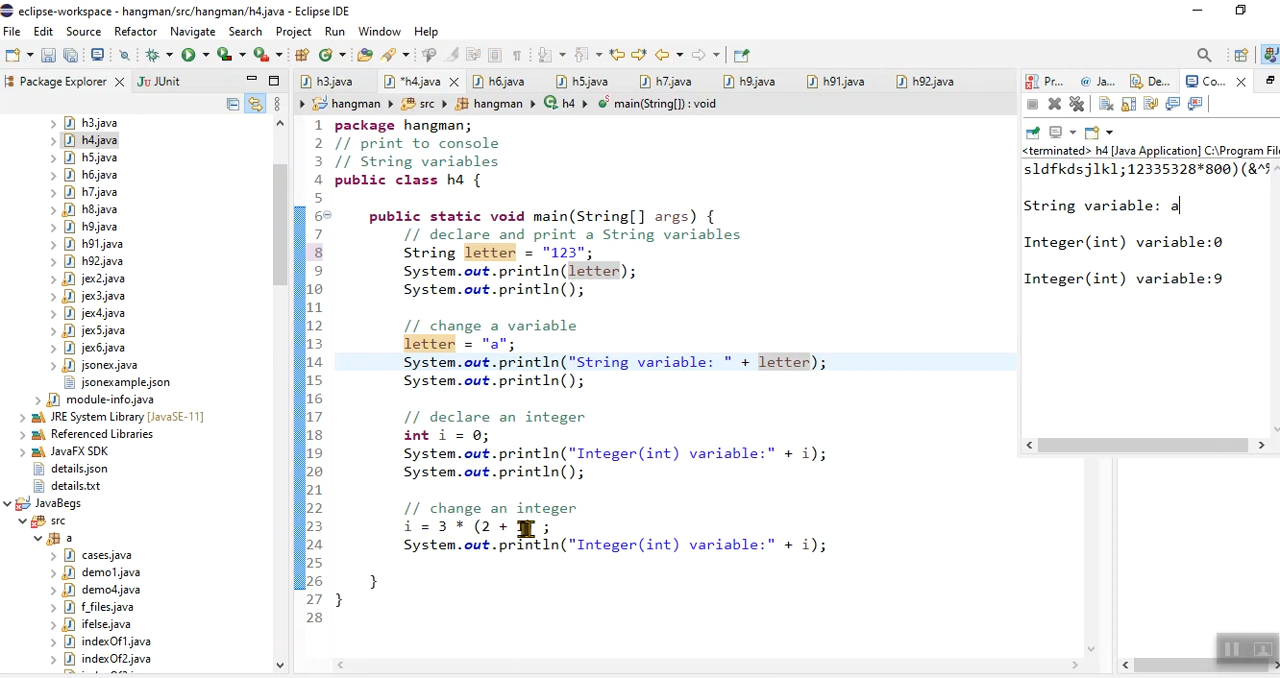 eclipse-workspace - hangman/src/hangman/h4.java - Eclipse IDE
File Edit Source Refactor Navigate Search Project Run Window Help
Package Explorer JUnit
h3.java *h4.java h6.java h5.java h7.java h9.java h91.java h92.java
Pr... Ja... De... Co...
hangman src hangman h4 main(String[]) : void
h3.java
h4.java
h5.java
h6.java
h7.java
h8.java
h9.java
h91.java
h92.java
jex2.java
jex3.java
jex4.java
jex5.java
jex6.java
jsonex.java
jsonexample.json
module-info.java
JRE System Library [JavaSE-11]
Referenced Libraries
JavaFX SDK
details.json
details.txt
JavaBegs
src
a
cases.java
demo1.java
demo4.java
f_files.java
ifelse.java
indexOf1.java
indexOf2.java
1 package hangman;
2 // print to console
3 // String variables
4 public class h4 {
5
6 public static void main(String[] args) {
7 // declare and print a String variables
8 String letter = "123";
9 System.out.println(letter);
10 System.out.println();
11
12 // change a variable
13 letter = "a";
14 System.out.println("String variable: " + letter);
15 System.out.println();
16
17 // declare an integer
18 int i = 0;
19 System.out.println("Integer(int) variable:" + i);
20 System.out.println();
21
22 // change an integer
23 i = 3 * (2 + ;
24 System.out.println("Integer(int) variable:" + i);
25
26 }
27 }
28
<terminated> h4 [Java Application] C:\Program File
sldfkdsjlkl;12335328*800)(&^%
String variable: a
Integer(int) variable:0
Integer(int) variable:9